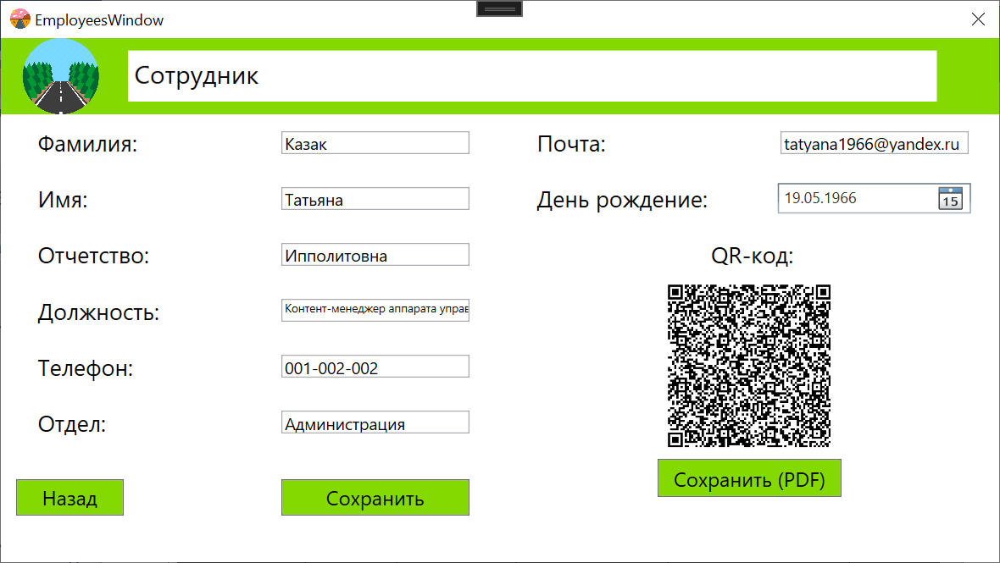 EmployeesWindow
Сотрудник
Фамилия:
Казак
Имя:
Татьяна
Отчетство:
Ипполитовна
Должность:
Контент-менеджер аппарата управ
Телефон:
001-002-002
Отдел:
Администрация
Назад
Сохранить
Почта:
tatyana1966@yandex.ru
День рождение:
19.05.1966
15
QR-код:
Сохранить (PDF)